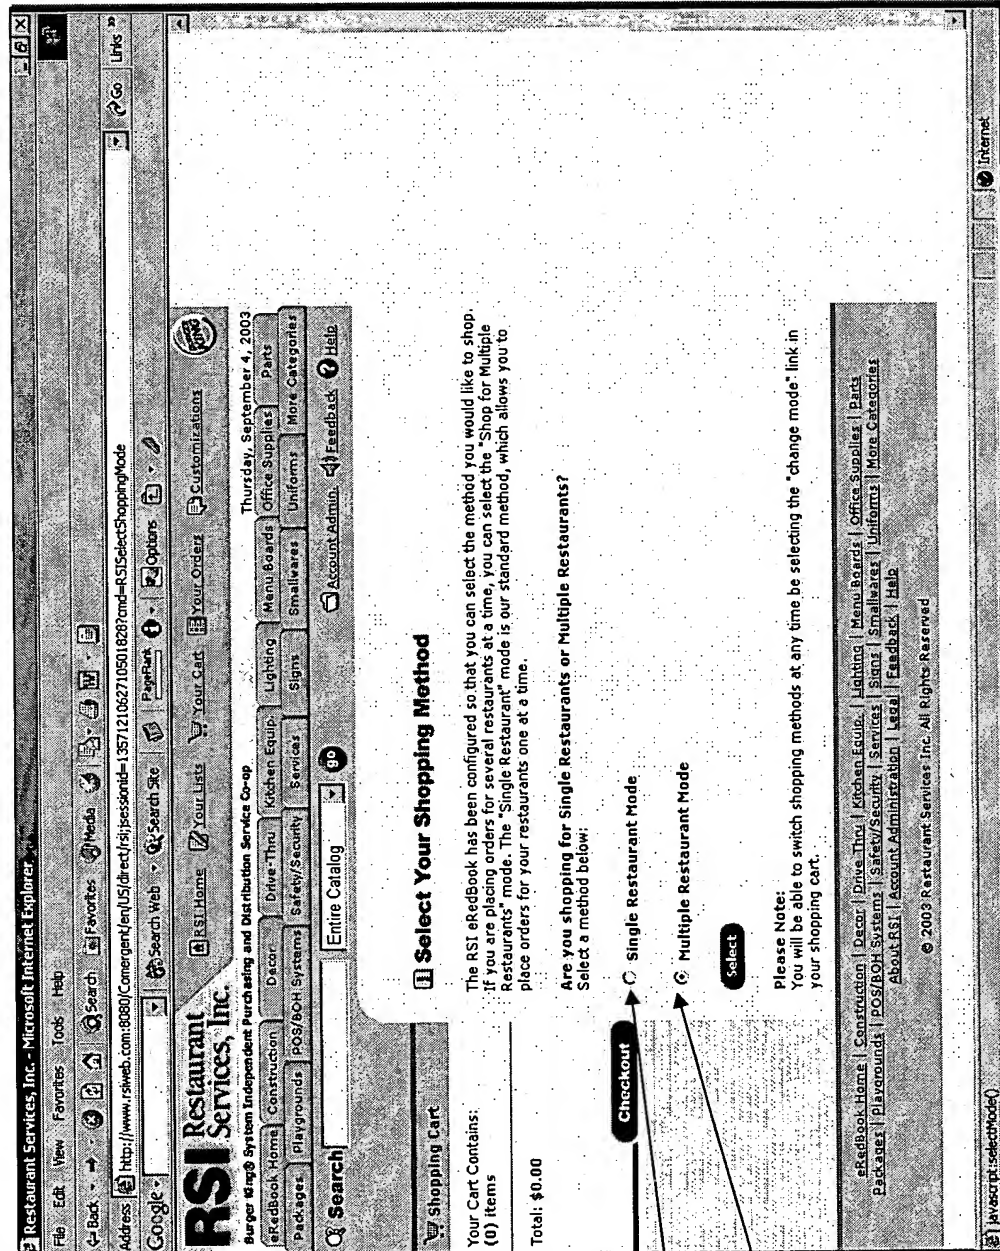 Restaurant Services, Inc. - Microsoft Internet Explorer
File Edit View Favorites Tools Help
Back Search Favorites Media
Address http://www.rsiweb.com:8080/Comergent/en/US/direct/rsi;jsessionid=1357121062710501828?cmd=RSISelectShoppingMode Go Links »
Google Search Web Search Site PageRank Options
RSI Restaurant Services, Inc.
RSI Home Your Lists Your Cart Your Orders Customizations
BURGER KING
Burger King® System Independent Purchasing and Distribution Service Co-op
Thursday, September 4, 2003
eRedBook Home Construction Decor Drive-Thru Kitchen Equip. Lighting Menu Boards Office Supplies Parts
Packages Playgrounds POS/BOH Systems Safety/Security Services Signs Smallwares Uniforms More Categories
Search Entire Catalog go Account Admin. Feedback Help
Shopping Cart
Your Cart Contains:
(0) items
Total: $0.00
Checkout
Select Your Shopping Method
The RSI eRedBook has been configured so that you can select the method you would like to shop.
If you are placing orders for several restaurants at a time, you can select the "Shop for Multiple
Restaurants" mode. The "Single Restaurant" mode is our standard method, which allows you to
place orders for your restaurants one at a time.
Are you shopping for Single Restaurants or Multiple Restaurants?
Select a method below:
Single Restaurant Mode
Multiple Restaurant Mode
Select
Please Note:
You will be able to switch shopping methods at any time be selecting the "change mode" link in
your shopping cart.
eRedBook Home | Construction | Decor | Drive Thru | Kitchen Equip. | Lighting | Menu Boards | Office Supplies | Parts
Packages | Playgrounds | POS/BOH Systems | Safety/Security | Services | Signs | Smallwares | Uniforms | More Categories
About RSI | Account Administration | Legal | Feedback | Help
© 2003 Restaurant Services Inc. All Rights Reserved
javascript:selectMode()
Internet